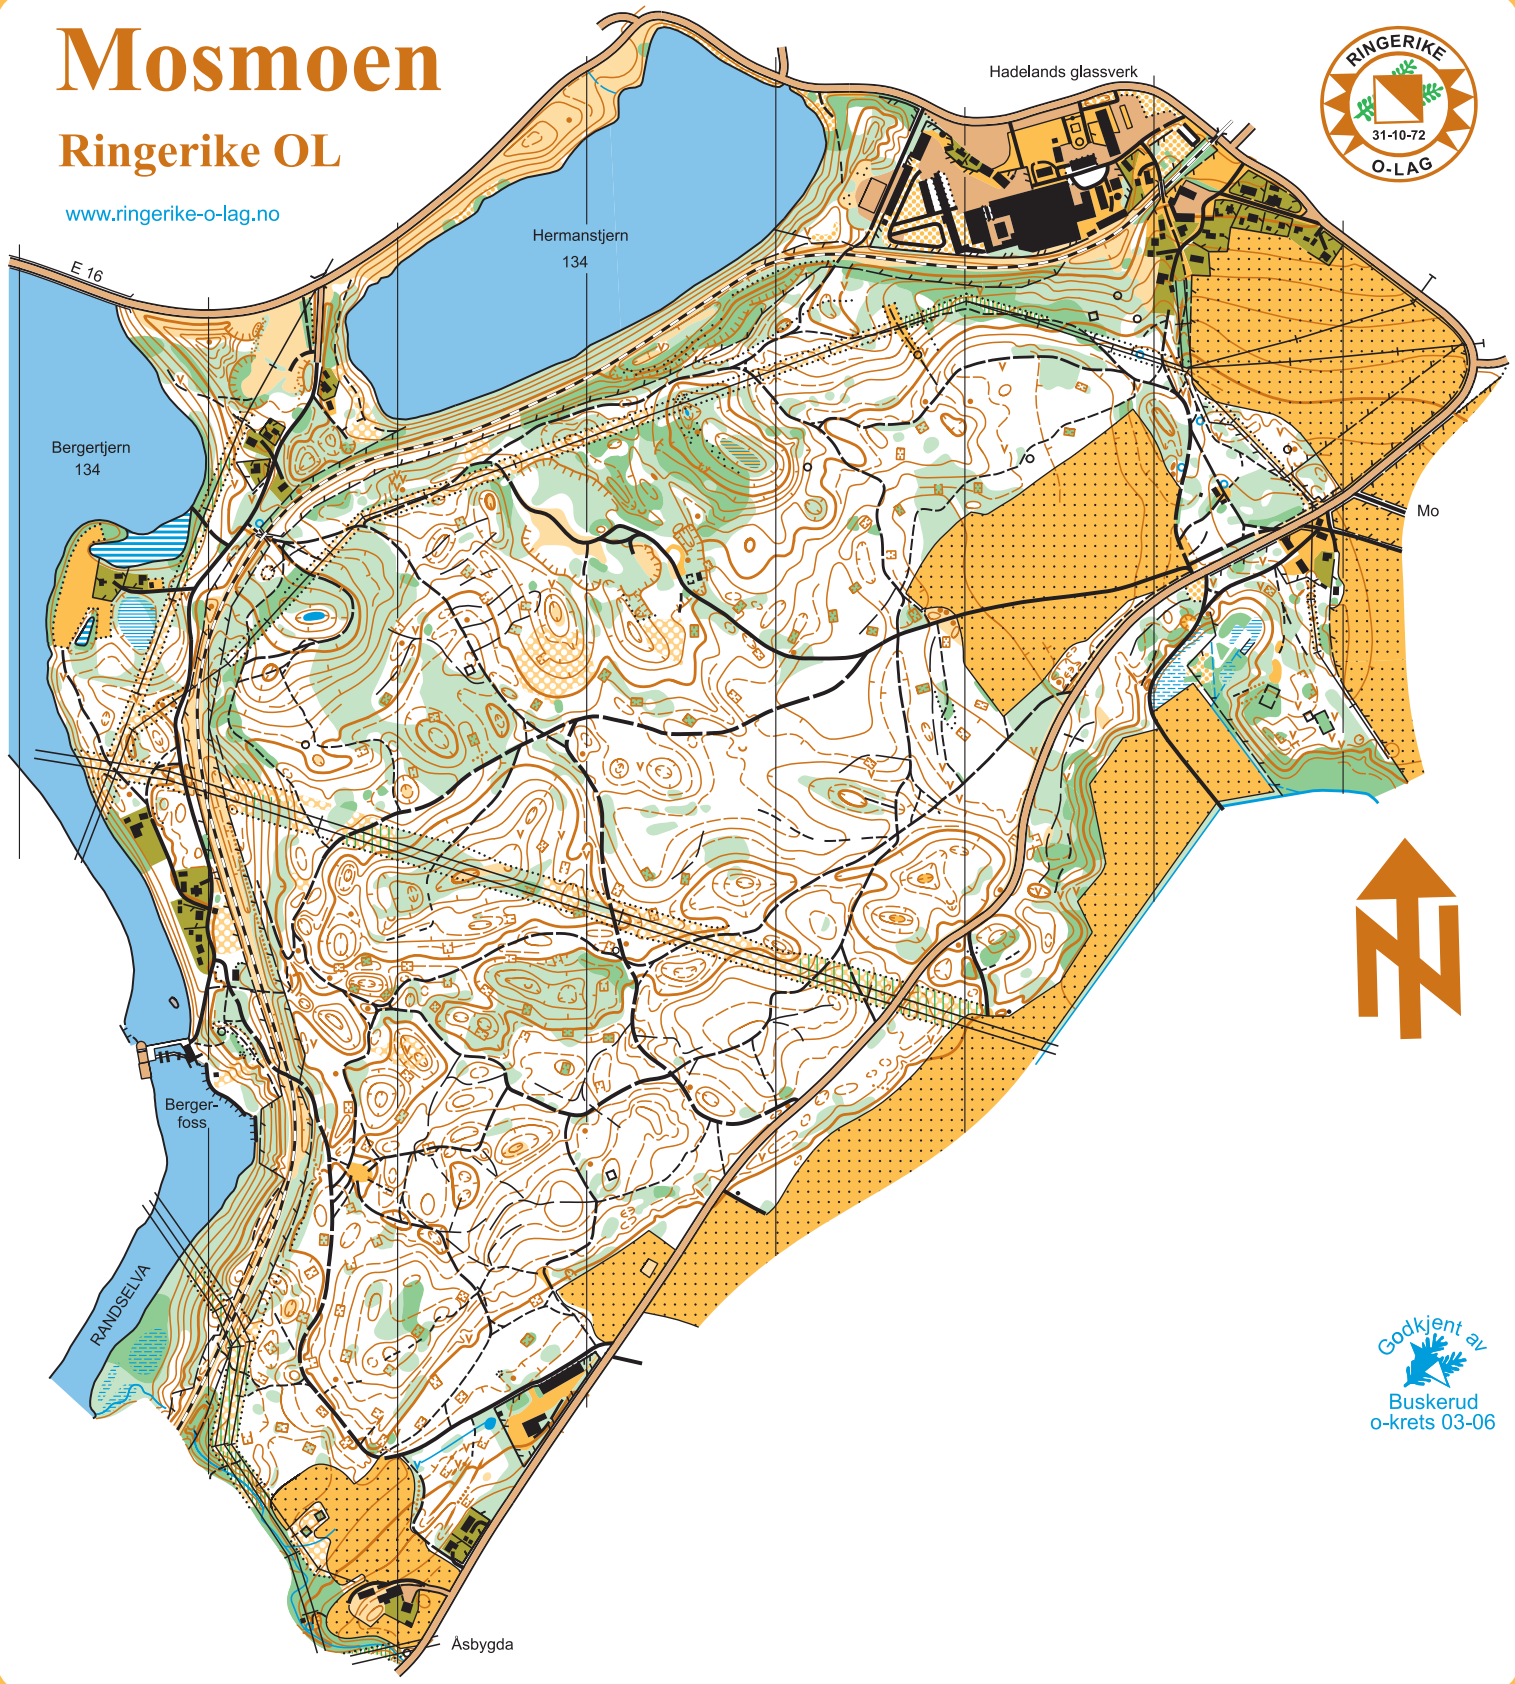 Mosmoen
Ringerike OL
www.ringerike-o-lag.no
RINGERIKE
31-10-72
O-LAG
Hadelands glassverk
Hermanstjern
134
E 16
Bergertjern
134
Mo
Berger-
foss
RANDSELVA
Godkjent av
Buskerud
o-krets 03-06
Åsbygda
N